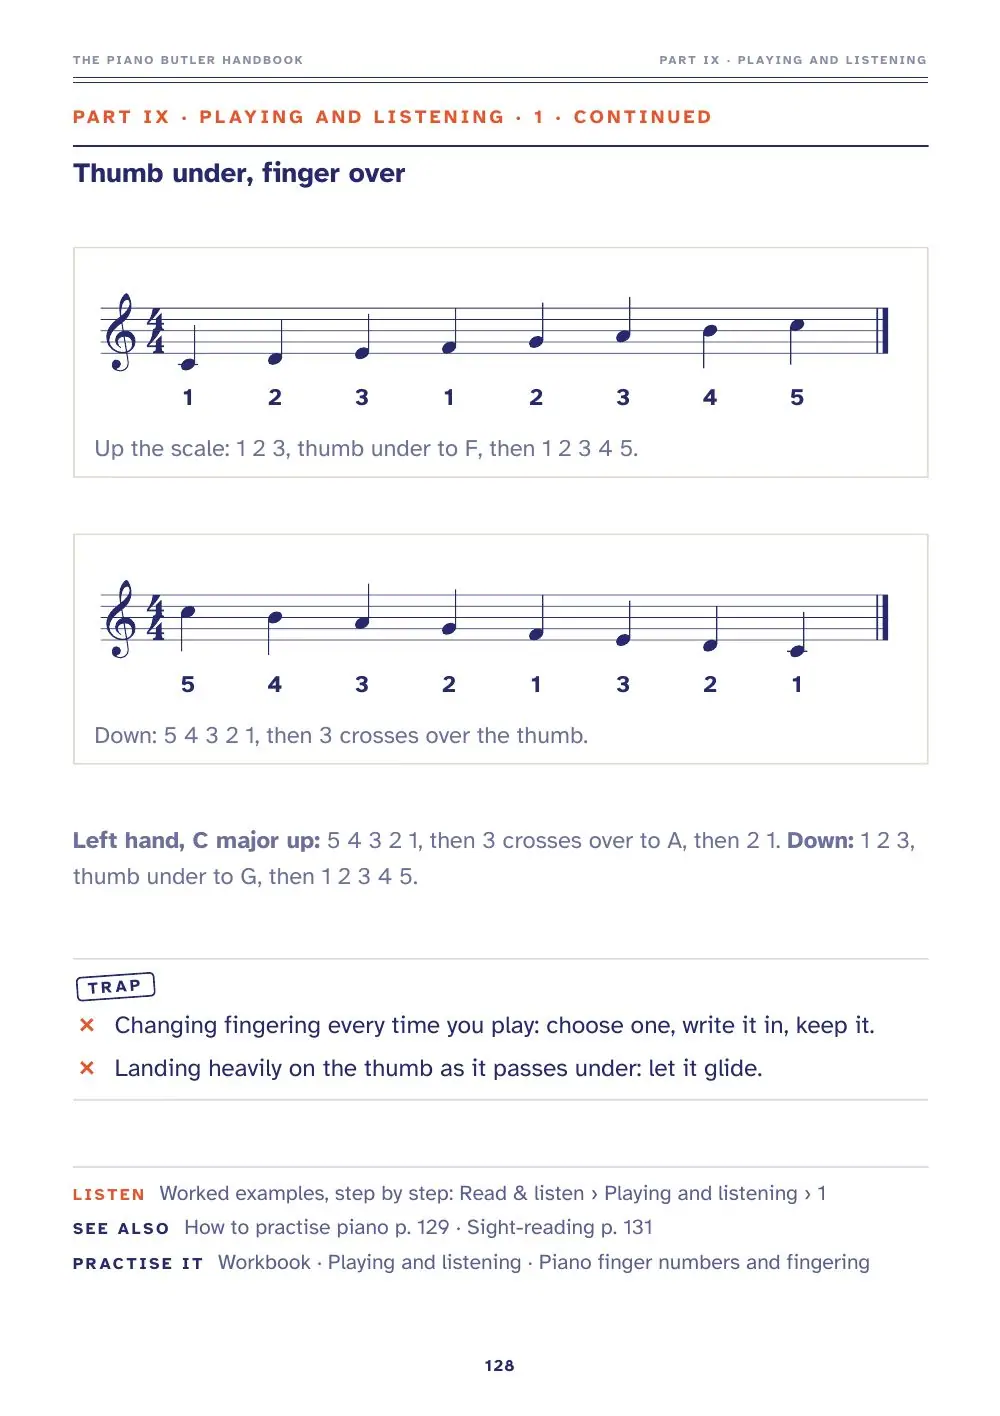 THE PIANO BUTLER HANDBOOK
PART IX · PLAYING AND LISTENING
PART IX · PLAYING AND LISTENING · 1 · CONTINUED
Thumb under, finger over
4
4
1 2 3 1 2 3 4 5
Up the scale: 1 2 3, thumb under to F, then 1 2 3 4 5.
4
4
5 4 3 2 1 3 2 1
Down: 5 4 3 2 1, then 3 crosses over the thumb.
Left hand, C major up: 5 4 3 2 1, then 3 crosses over to A, then 2 1. Down: 1 2 3,
thumb under to G, then 1 2 3 4 5.
TRAP
× Changing fingering every time you play: choose one, write it in, keep it.
× Landing heavily on the thumb as it passes under: let it glide.
LISTEN Worked examples, step by step: Read & listen › Playing and listening › 1
SEE ALSO How to practise piano p. 129 · Sight-reading p. 131
PRACTISE IT Workbook · Playing and listening · Piano finger numbers and fingering
128